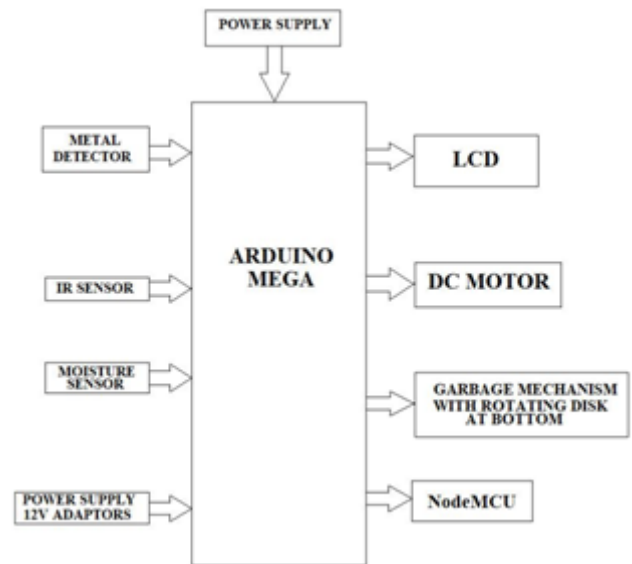 POWER SUPPLY
METAL
DETECTOR
LCD
ARDUINO
MEGA
IR SENSOR
DC MOTOR
MOISTURE
SENSOR
GARBAGE MECHANISM
WITH ROTATING DISK
AT BOTTOM
POWER SUPPLY
12V ADAPTORS
NodeMCU